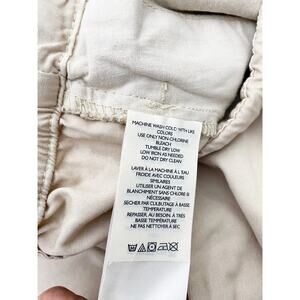 MACHINE WASH COLD WITH LIKE
COLORS
USE ONLY NON-CHLORINE
BLEACH
TUMBLE DRY LOW
LOW IRON AS NEEDED
DO NOT DRY CLEAN
LAVER À LA MACHINE À L'EAU
FROIDE AVEC COULEURS
SIMILAIRES
UTILISER UN AGENT DE
BLANCHIMENT SANS CHLORE SI
NÉCESSAIRE
SÉCHER PAR CULBUTAGE À BASSE
TEMPÉRATURE
REPASSER, AU BESOIN, À TRÈS
BASSE TEMPÉRATURE
NE PAS NETTOYER À SEC